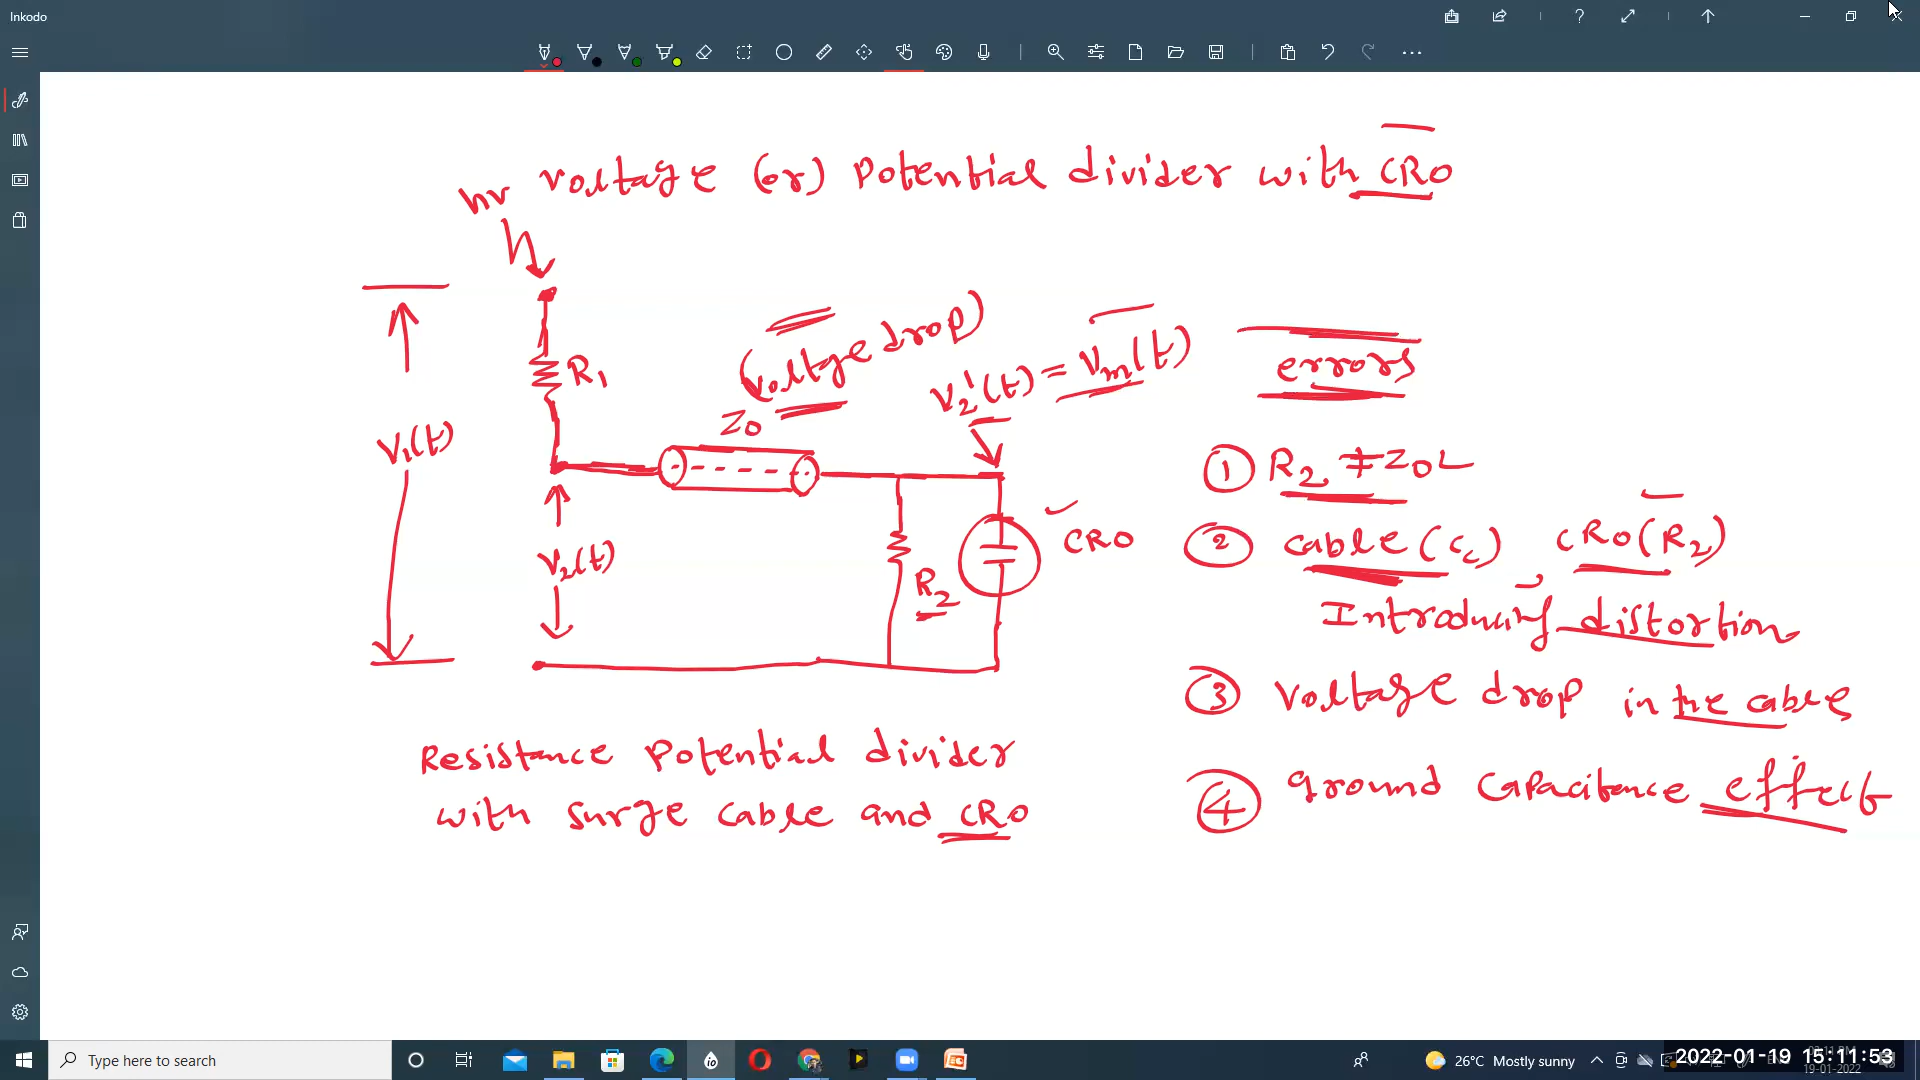 Inkodo
voltage (or) Potential divider with CRO
hv
(voltage drop)
V2'(t) = Vm(t)
errors
R1
Z0
V1(t)
① R2 ≠ Z0L
CRO
② cable (Cc) CRO (R2)
V2(t)
R2
Introducing distortion
③ Voltage drop in the cable
Resistance Potential divider
④ ground capacitance effect
with surge cable and CRO
Type here to search
26°C Mostly sunny
2022-01-19 15:11:53
19-01-2022